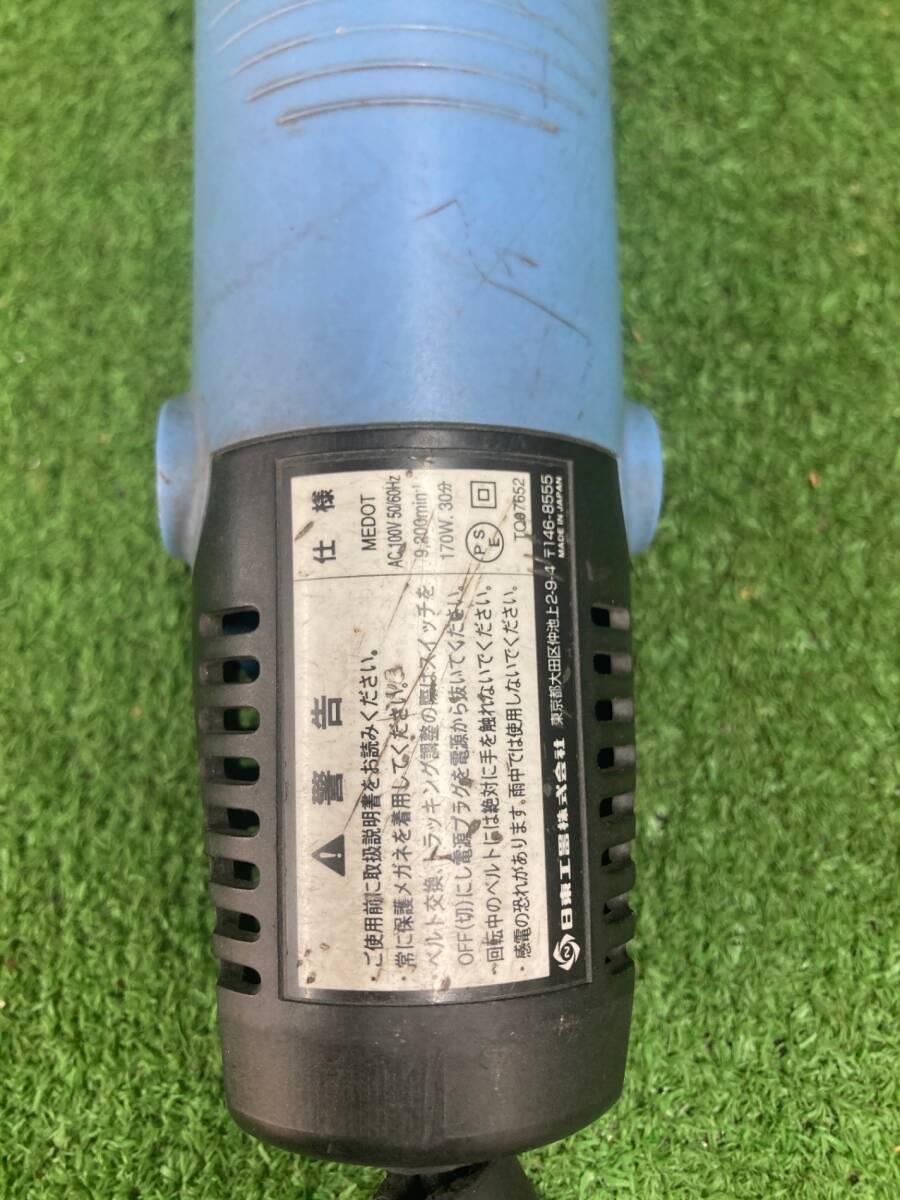 ⚠ 警告
・ご使用前に取扱説明書をお読みください。
・常に保護メガネを着用してください。
・ベルト交換、トラッキング調整の際はスイッチを
OFF(切)にし電源プラグを電源から抜いてください。
・回転中のベルトには絶対に手を触れないでください。
・感電の恐れがあります。雨中では使用しないでください。
仕様
MEDOT
AC 100V 50/60Hz
9,200min⁻¹
170W. 30分
PSE
TO07652
日東工器株式会社 東京都大田区仲池上2-9-4 〒146-8555
MADE IN JAPAN